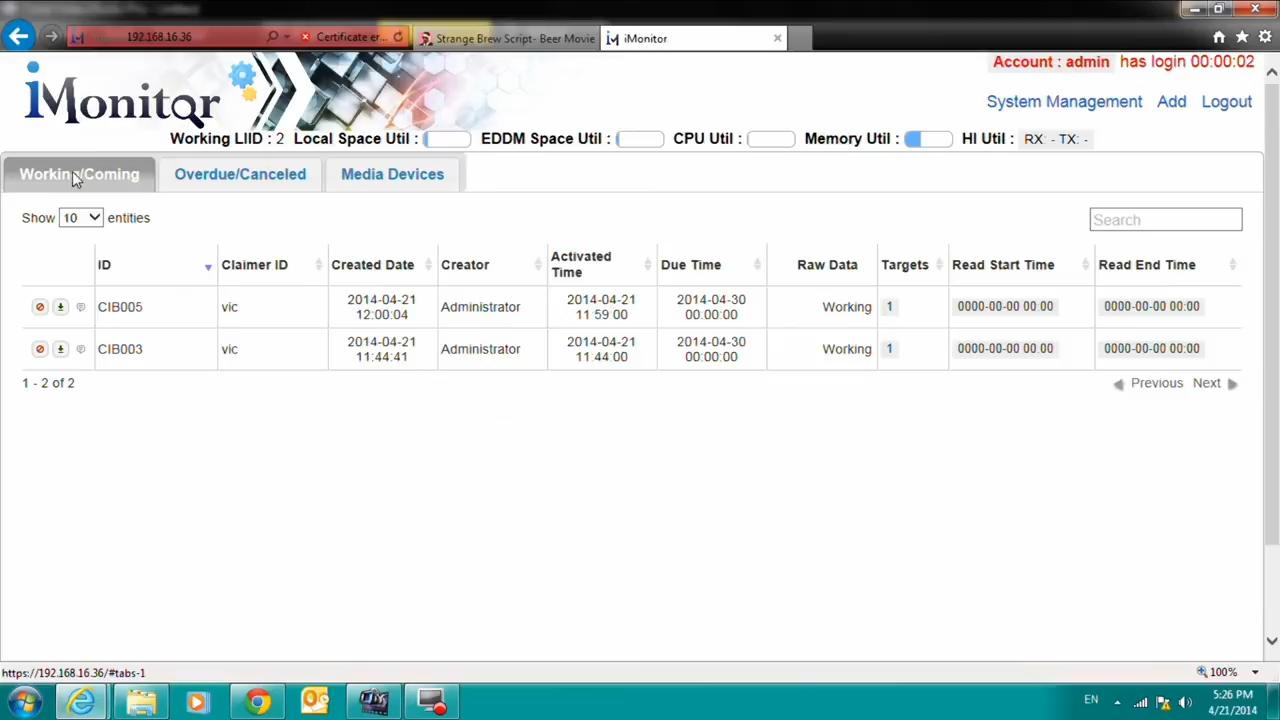 192.168.16.36
Certificate er...
Strange Brew Script- Beer Movie
iMonitor
Account : admin has login 00:00:02
iMonitor
System Management Add Logout
Working LIID : 2 Local Space Util : EDDM Space Util : CPU Util : Memory Util : HI Util : RX: - TX: -
Working/Coming Overdue/Canceled Media Devices
Show 10 entities
Search
ID Claimer ID Created Date Creator Activated Time Due Time Raw Data Targets Read Start Time Read End Time
CIB005 vic 2014-04-21 12:00:04 Administrator 2014-04-21 11:59:00 2014-04-30 00:00:00 Working 1 0000-00-00 00:00 0000-00-00 00:00
CIB003 vic 2014-04-21 11:44:41 Administrator 2014-04-21 11:44:00 2014-04-30 00:00:00 Working 1 0000-00-00 00:00 0000-00-00 00:00
1 - 2 of 2
Previous Next
https://192.168.16.36/#tabs-1
100%
EN
5:26 PM
4/21/2014